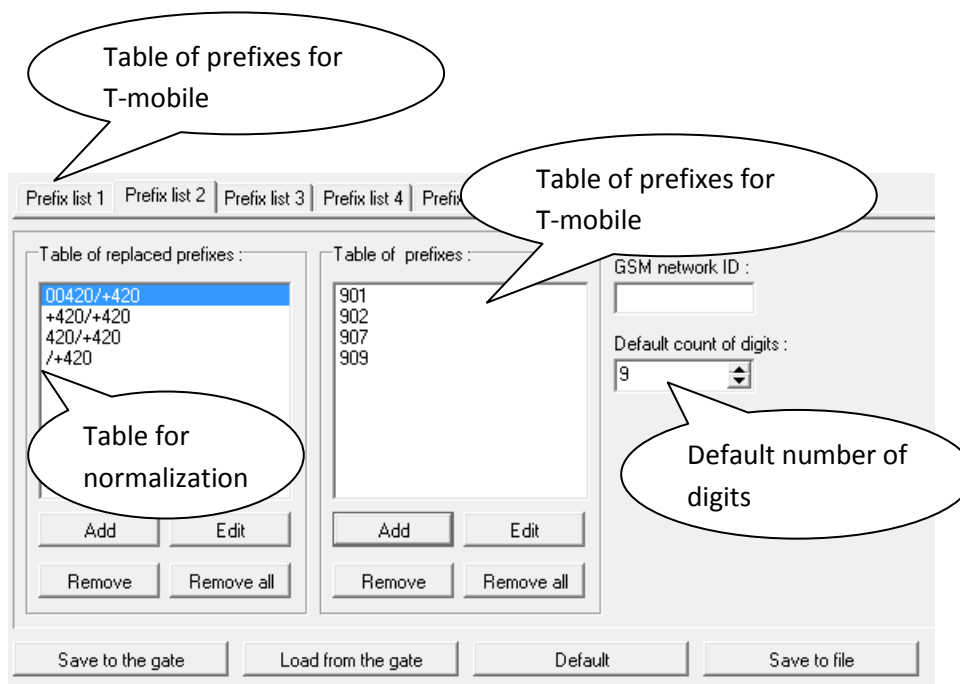 Table of prefixes for
T-mobile
Prefix list 1 Prefix list 2 Prefix list 3 Prefix list 4 Prefix
Table of prefixes for
T-mobile
Table of replaced prefixes :
00420/+420
+420/+420
420/+420
/+420
Table for
normalization
Add Edit
Remove Remove all
Table of prefixes :
901
902
907
909
Add Edit
Remove Remove all
GSM network ID :
Default count of digits :
9
Default number of
digits
Save to the gate Load from the gate Default Save to file